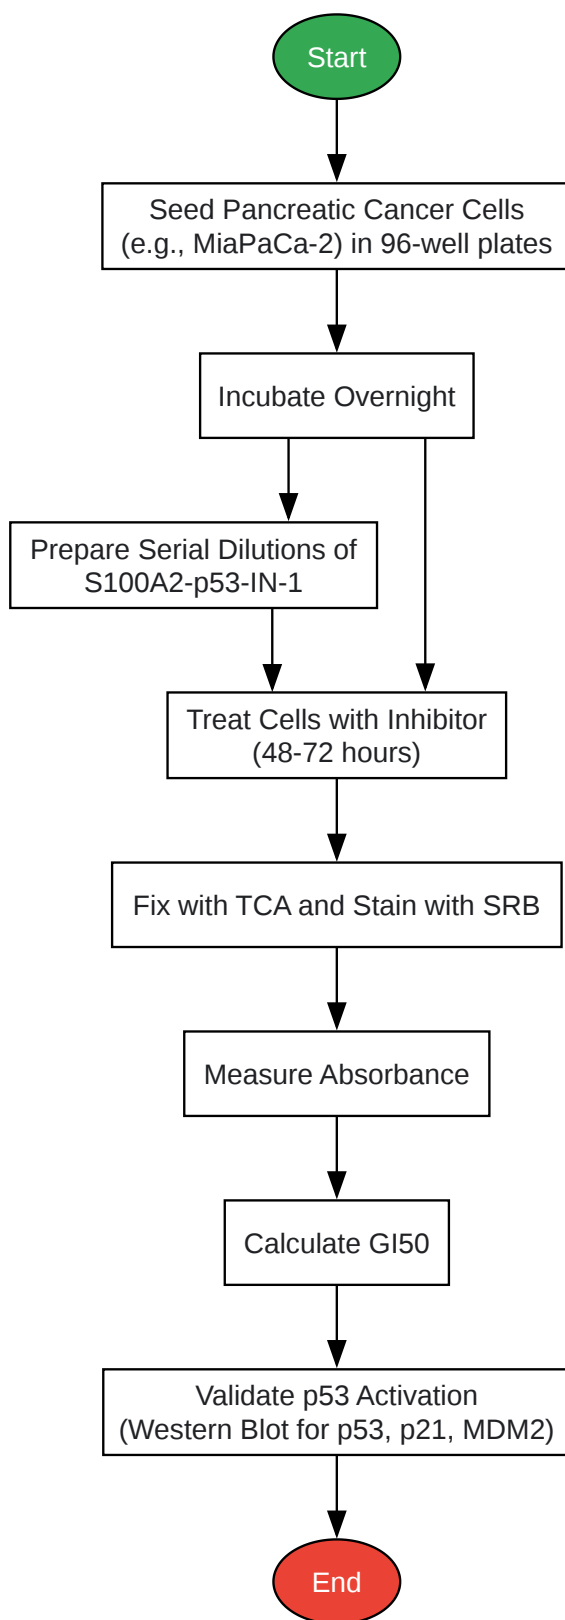 Start
Seed Pancreatic Cancer Cells
(e.g., MiaPaCa-2) in 96-well plates
Incubate Overnight
Prepare Serial Dilutions of
S100A2-p53-IN-1
Treat Cells with Inhibitor
(48-72 hours)
Fix with TCA and Stain with SRB
Measure Absorbance
Calculate GI50
Validate p53 Activation
(Western Blot for p53, p21, MDM2)
End